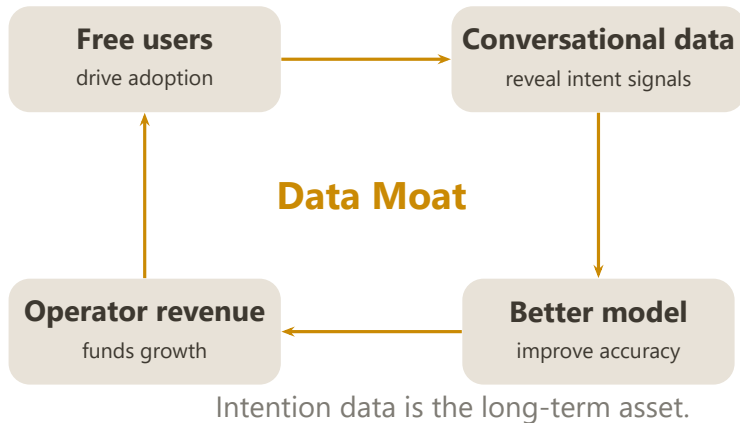 Free users
drive adoption
Conversational data
reveal intent signals
Data Moat
Operator revenue
funds growth
Better model
improve accuracy
Intention data is the long-term asset.